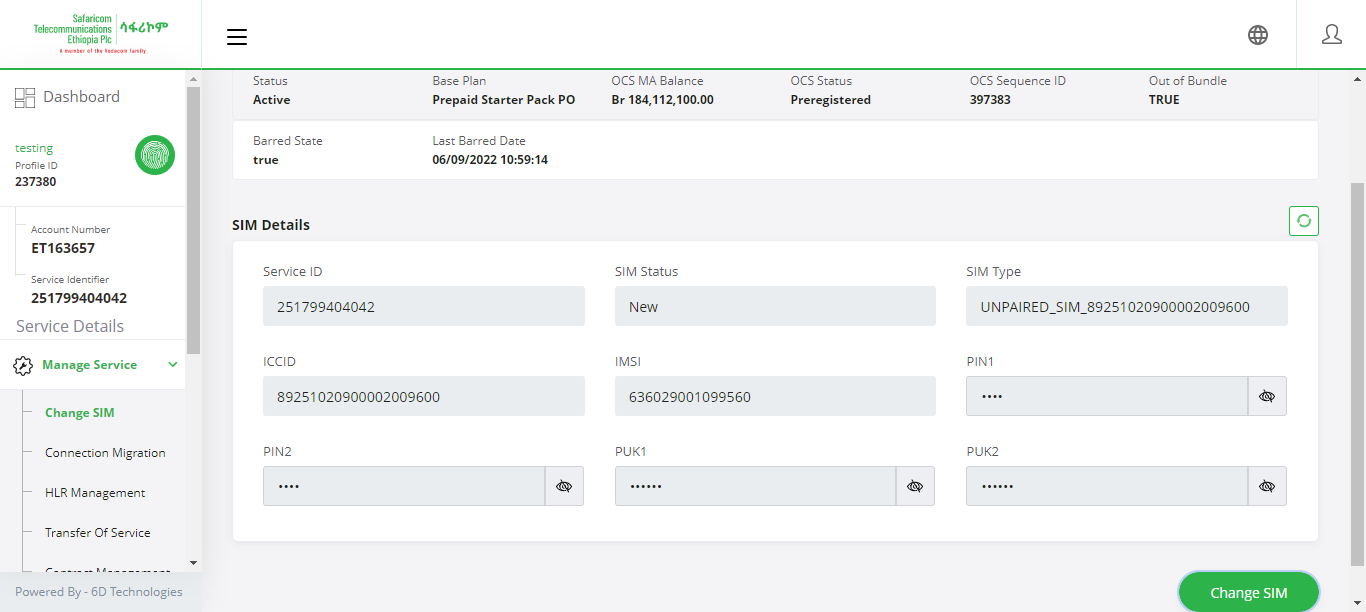 Safaricom
Telecommunications
Ethiopia Plc
ሳፋሪኮም
A member of the Vodacom family
Dashboard
testing
Profile ID
237380
Account Number
ET163657
Service Identifier
251799404042
Service Details
Manage Service
Change SIM
Connection Migration
HLR Management
Transfer Of Service
Contract Management
Powered By - 6D Technologies
Status
Active
Base Plan
Prepaid Starter Pack PO
OCS MA Balance
Br 184,112,100.00
OCS Status
Preregistered
OCS Sequence ID
397383
Out of Bundle
TRUE
Barred State
true
Last Barred Date
06/09/2022 10:59:14
SIM Details
Service ID
251799404042
SIM Status
New
SIM Type
UNPAIRED_SIM_89251020900002009600
ICCID
89251020900002009600
IMSI
636029001099560
PIN1
••••
PIN2
••••
PUK1
••••••
PUK2
••••••
Change SIM